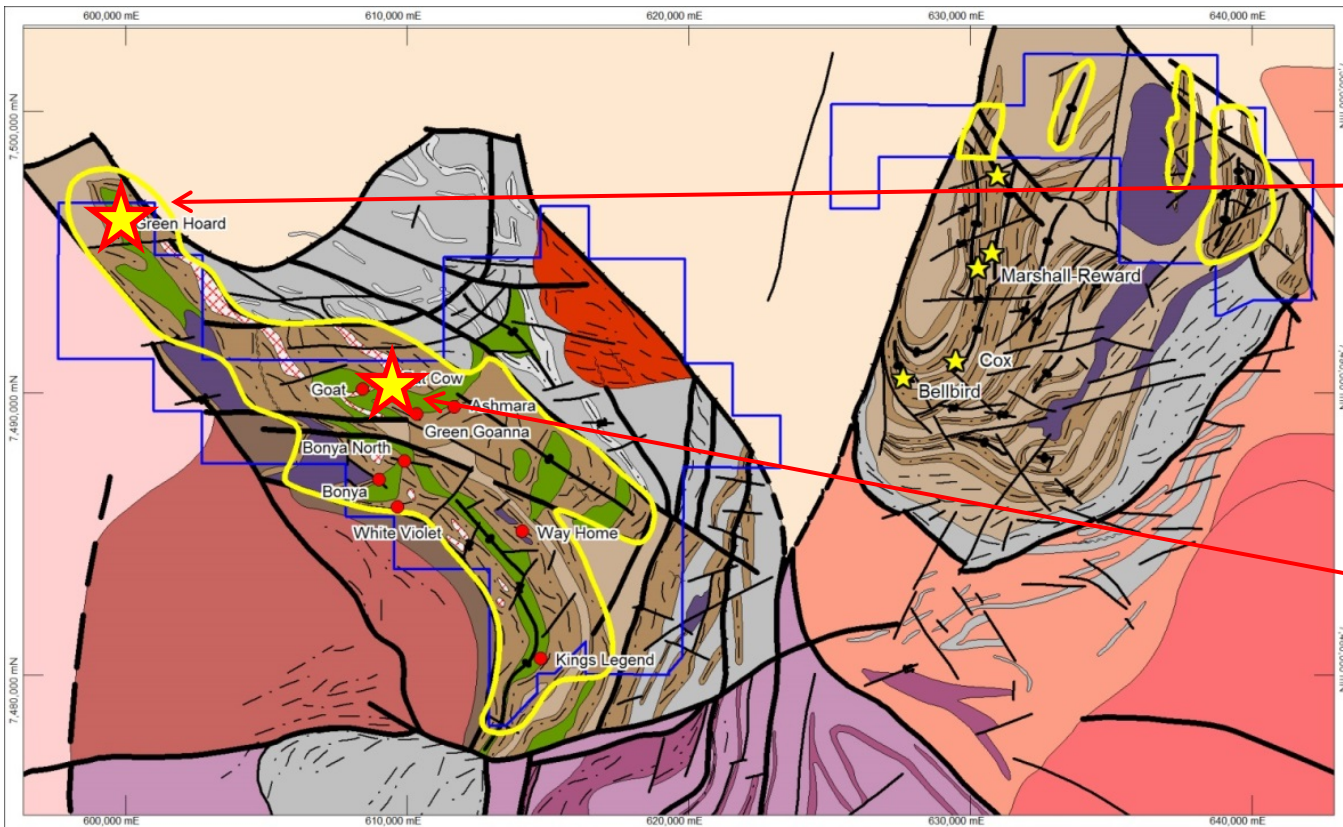 600,000 mE
610,000 mE
620,000 mE
630,000 mE
640,000 mE
7,500,000 mN
7,490,000 mN
7,480,000 mN
Green Hoard
Marshall-Reward
Cox
Bellbird
Goat
Cow
Ashmara
Green Goanna
Bonya North
Bonya
White Violet
Way Home
Kings Legend
600,000 mE
610,000 mE
620,000 mE
630,000 mE
640,000 mE